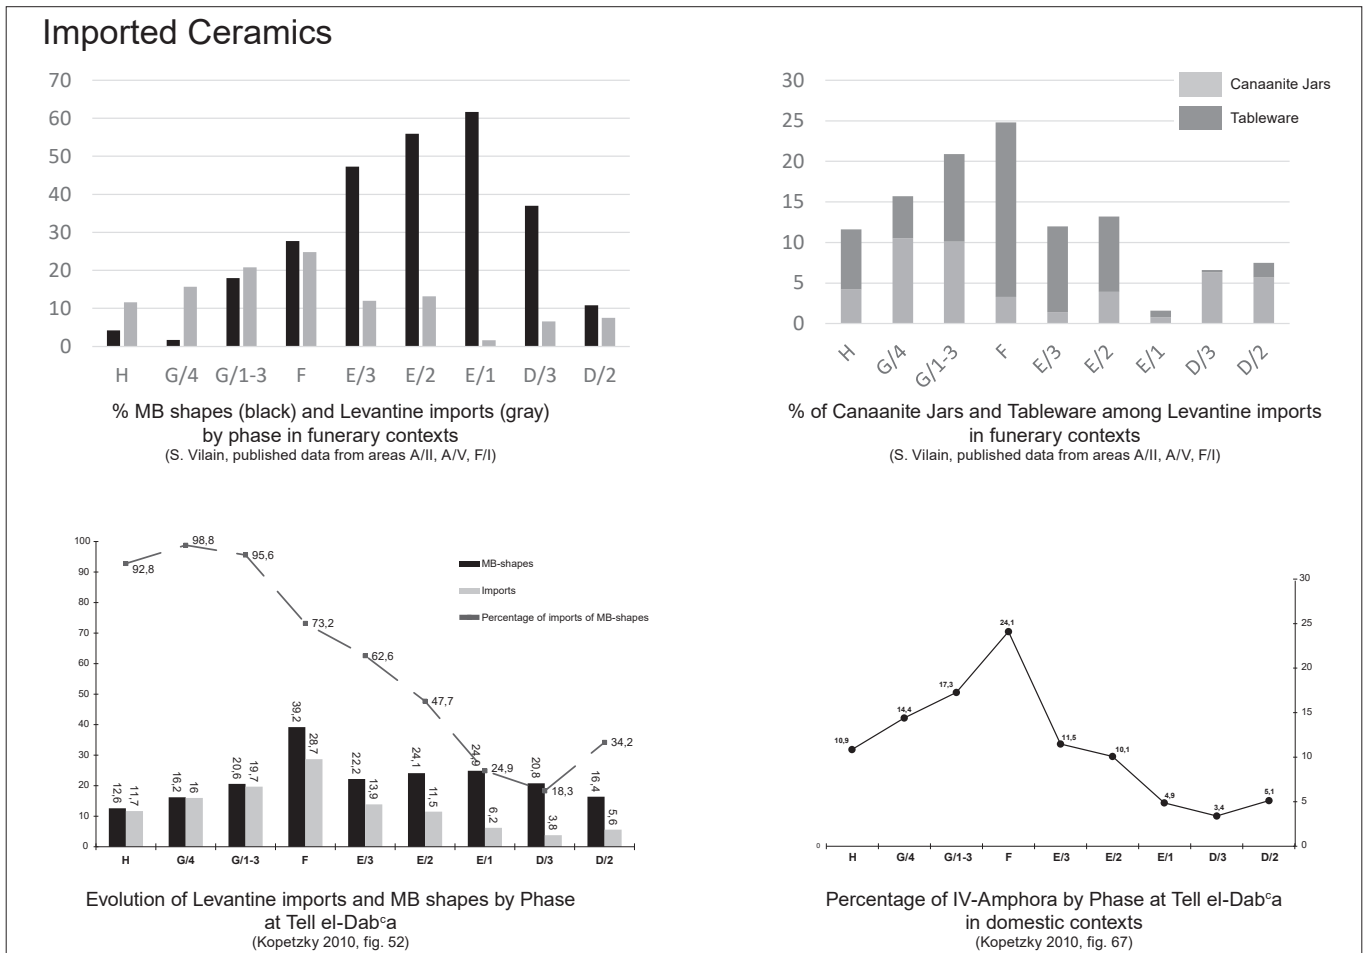 Imported Ceramics
70
60
50
40
30
20
10
0
H G/4 G/1-3 F E/3 E/2 E/1 D/3 D/2
% MB shapes (black) and Levantine imports (gray)
by phase in funerary contexts
(S. Vilain, published data from areas A/II, A/V, F/I)
30
25
20
15
10
5
0
Canaanite Jars
Tableware
H G/4 G/1-3 F E/3 E/2 E/1 D/3 D/2
% of Canaanite Jars and Tableware among Levantine imports
in funerary contexts
(S. Vilain, published data from areas A/II, A/V, F/I)
100
90
80
70
60
50
40
30
20
10
0
MB-shapes
Imports
Percentage of imports of MB-shapes
92,8
98,8
95,6
73,2
62,6
47,7
24,9
18,3
34,2
12,6 11,7
16,2 16
20,6 19,7
39,2 28,7
22,2 13,9
24,1 11,5
24,9 6,2
20,8 3,8
16,4 5,6
H G/4 G/1-3 F E/3 E/2 E/1 D/3 D/2
Evolution of Levantine imports and MB shapes by Phase
at Tell el-Dabᶜa
(Kopetzky 2010, fig. 52)
30
25
20
15
10
5
0
0
10,9
14,4
17,3
24,1
11,5
10,1
4,9
3,4
5,1
H G/4 G/1-3 F E/3 E/2 E/1 D/3 D/2
Percentage of IV-Amphora by Phase at Tell el-Dabᶜa
in domestic contexts
(Kopetzky 2010, fig. 67)